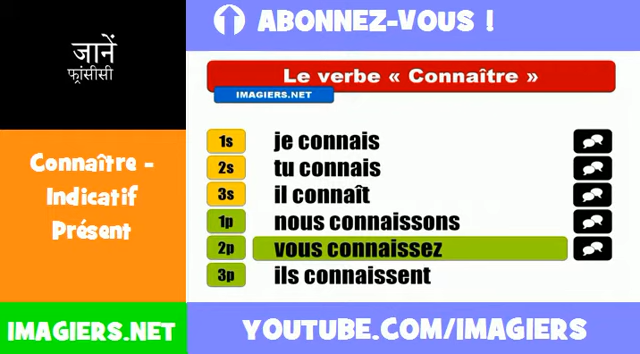 जानें
फ्रांसीसी
Connaître -
Indicatif
Présent
IMAGIERS.NET
ABONNEZ-VOUS !
Le verbe « Connaître »
IMAGIERS.NET
1s je connais
2s tu connais
3s il connaît
1p nous connaissons
2p vous connaissez
3p ils connaissent
YOUTUBE.COM/IMAGIERS